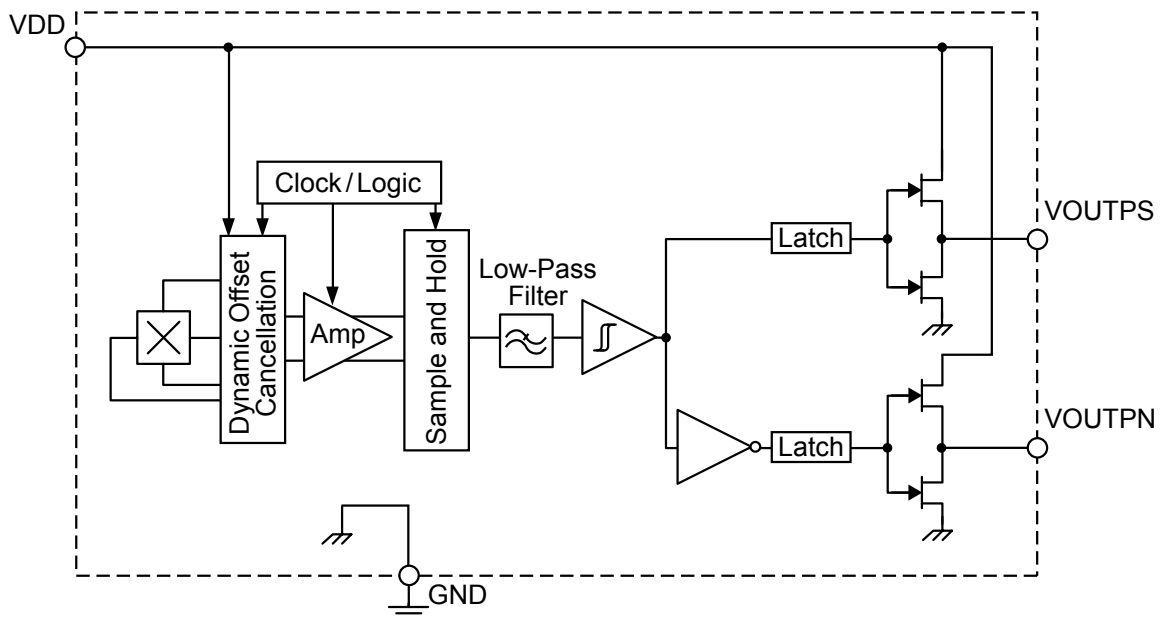 VDD
Clock/Logic
VOUTPS
Latch
Low-Pass
Filter
Dynamic Offset
Cancellation
Amp
Sample and Hold
VOUTPN
Latch
GND